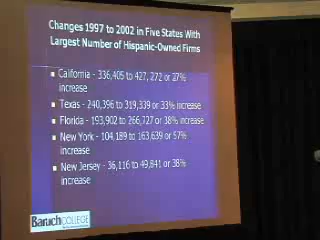 Changes 1997 to 2002 in Five States With
Largest Number of Hispanic-Owned Firms
California - 336,405 to 427,272 or 27%
increase
Texas - 240,396 to 319,339 or 33% increase
Florida - 193,902 to 266,727 or 38% increase
New York - 104,189 to 163,639 or 57%
increase
New Jersey - 36,116 to 49,841 or 38%
increase
Baruch COLLEGE